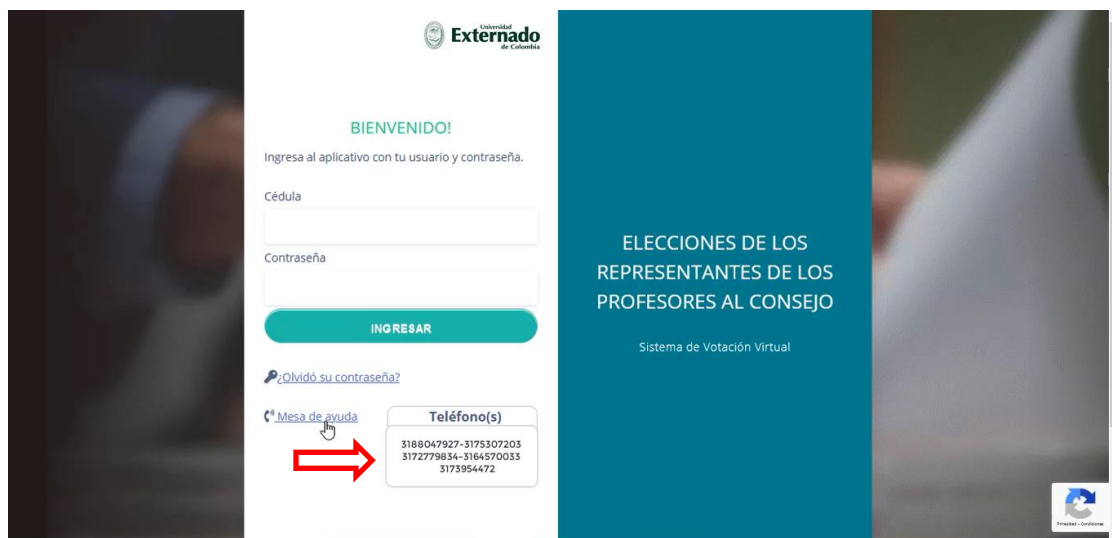 Universidad
Externado
de Colombia
BIENVENIDO!
Ingresa al aplicativo con tu usuario y contraseña.
Cédula
Contraseña
INGRESAR
¿Olvidó su contraseña?
Mesa de ayuda
Teléfono(s)
3188047927-3175307203
3172779834-3164570033
3173954472
ELECCIONES DE LOS
REPRESENTANTES DE LOS
PROFESORES AL CONSEJO
Sistema de Votación Virtual
Privacidad - Condiciones